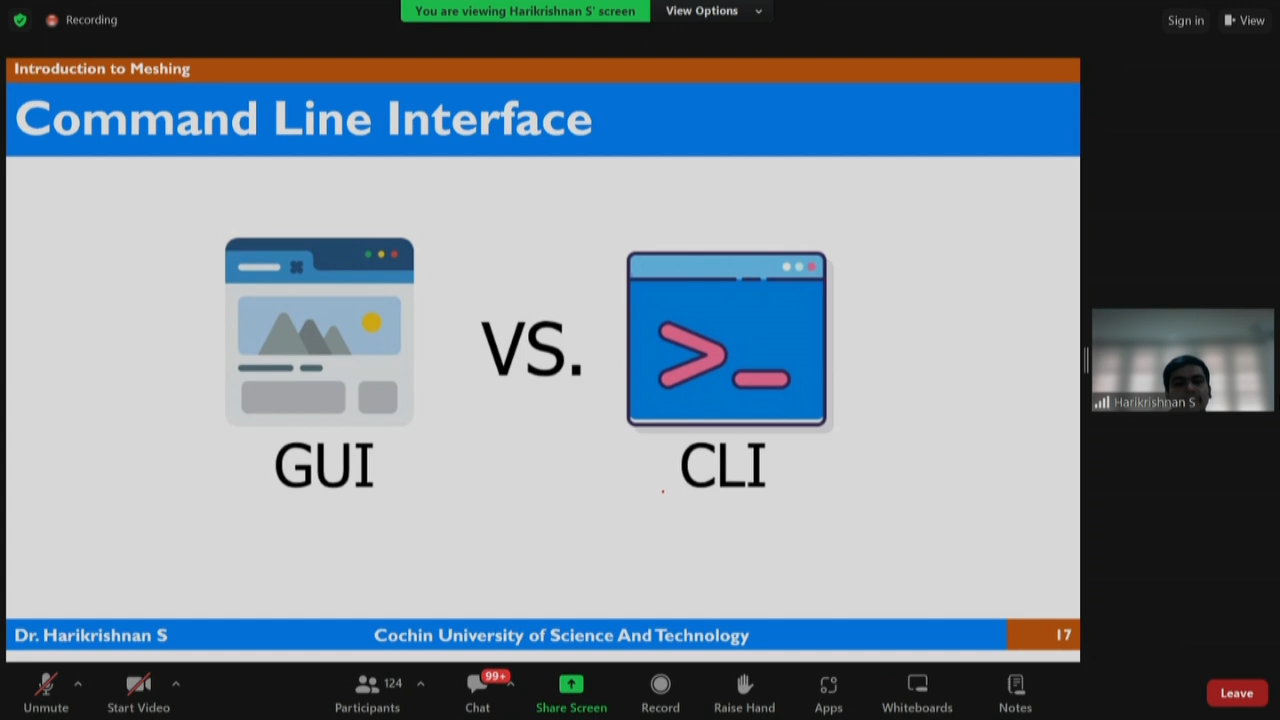 Recording
You are viewing Harikrishnan S' screen
View Options
Sign in
View
Introduction to Meshing
Command Line Interface
VS.
GUI
CLI
Harikrishnan S
Dr. Harikrishnan S
Cochin University of Science And Technology
17
Unmute
Start Video
124
Participants
99+
Chat
Share Screen
Record
Raise Hand
Apps
Whiteboards
Notes
Leave